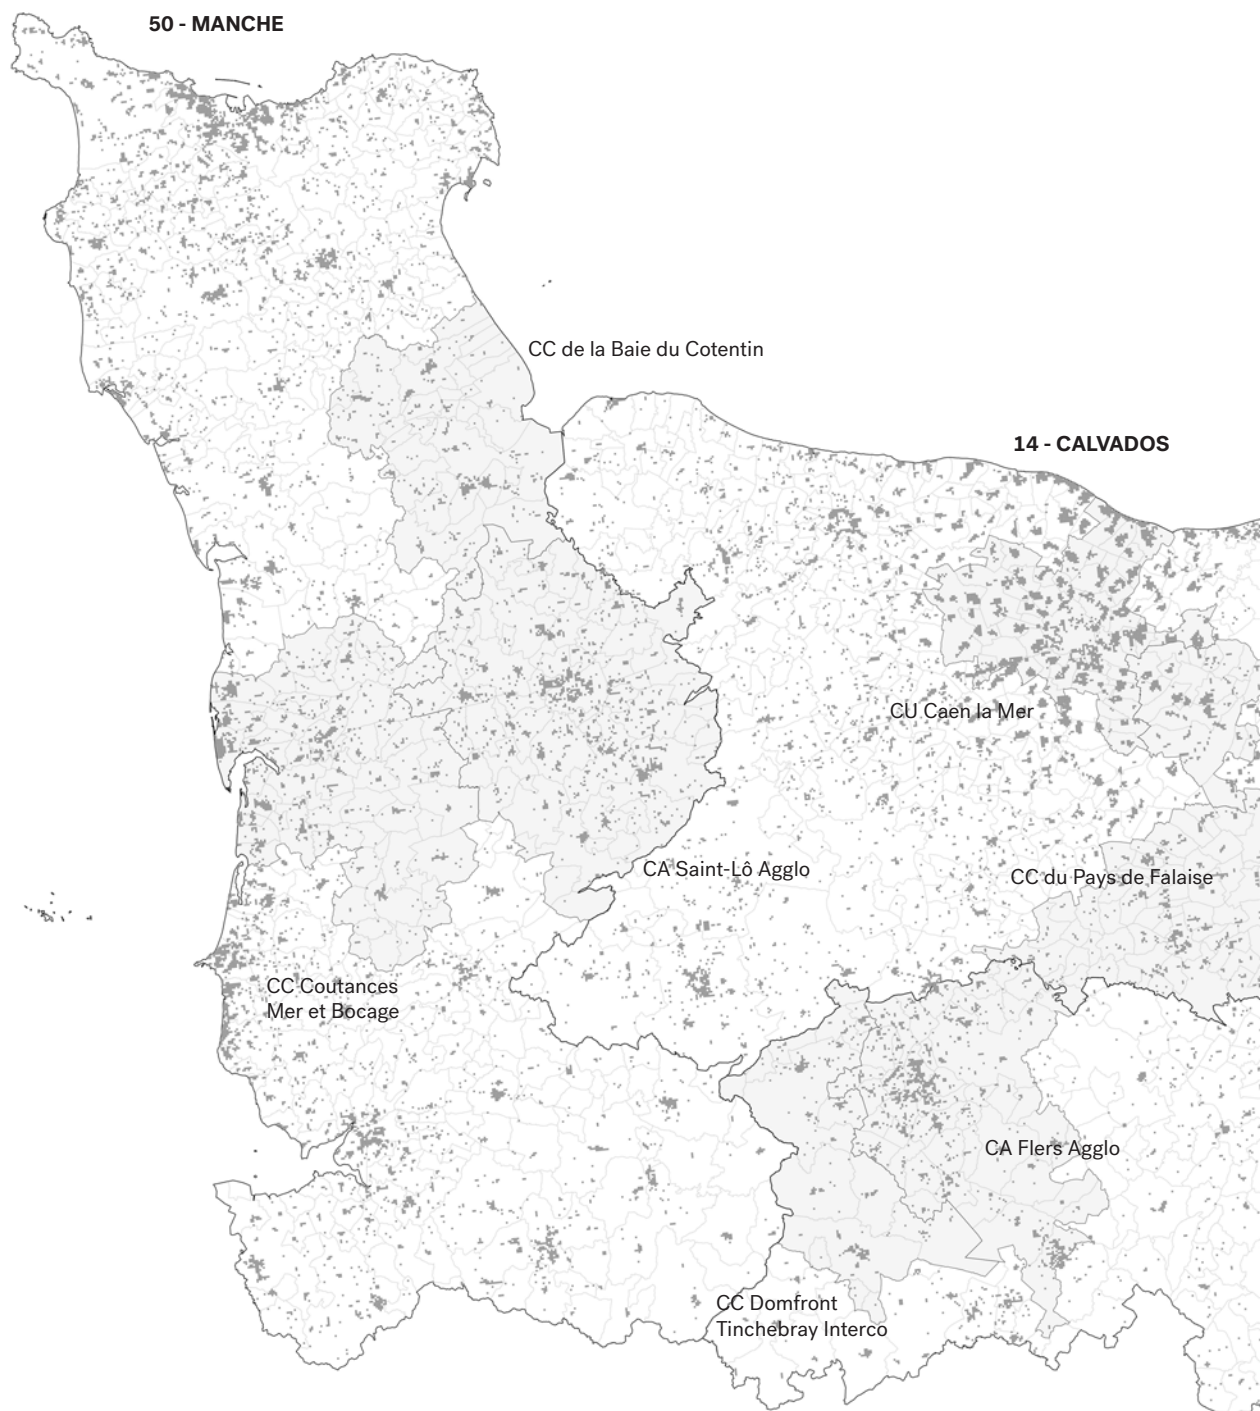 50 - MANCHE
CC de la Baie du Cotentin
14 - CALVADOS
CU Caen la Mer
CA Saint-Lô Agglo
CC du Pays de Falaise
CC Coutances
Mer et Bocage
CA Flers Agglo
CC Domfront
Tinchebray Interco